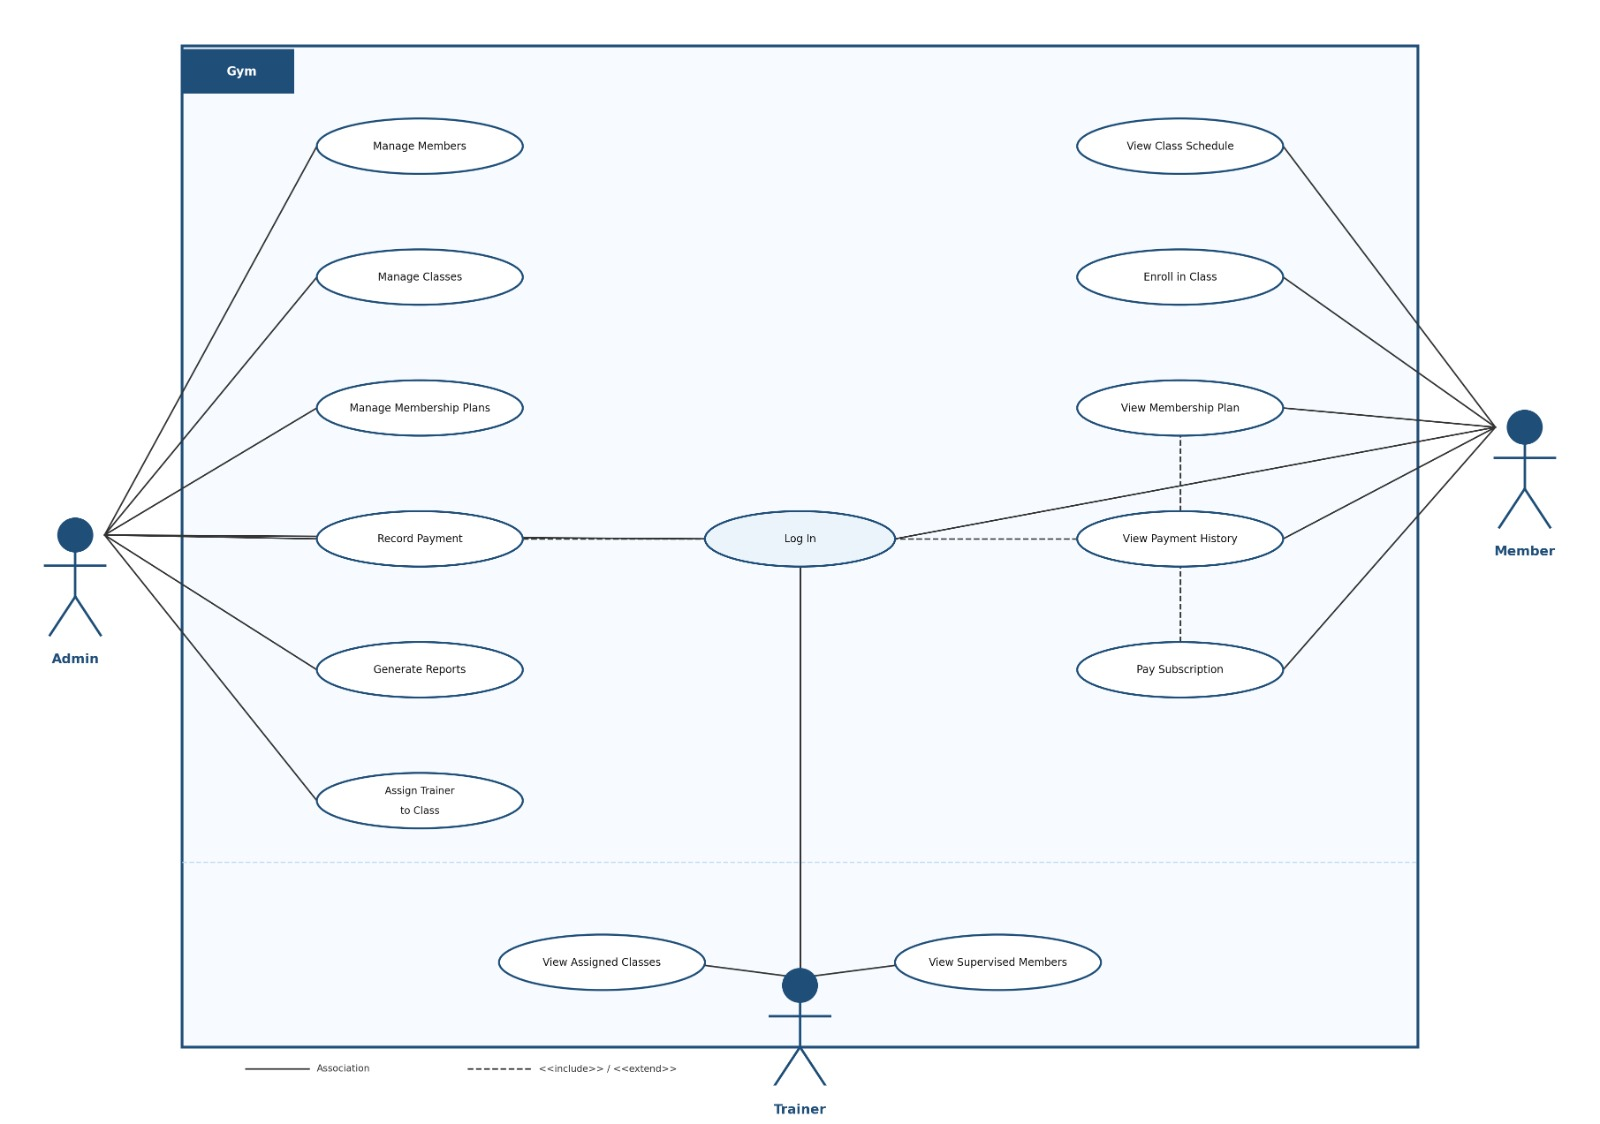 Gym
Manage Members
View Class Schedule
Manage Classes
Enroll in Class
Manage Membership Plans
View Membership Plan
Record Payment
Log In
View Payment History
Member
Admin
Generate Reports
Pay Subscription
Assign Trainer
to Class
View Assigned Classes
View Supervised Members
Association
<<include>> / <<extend>>
Trainer